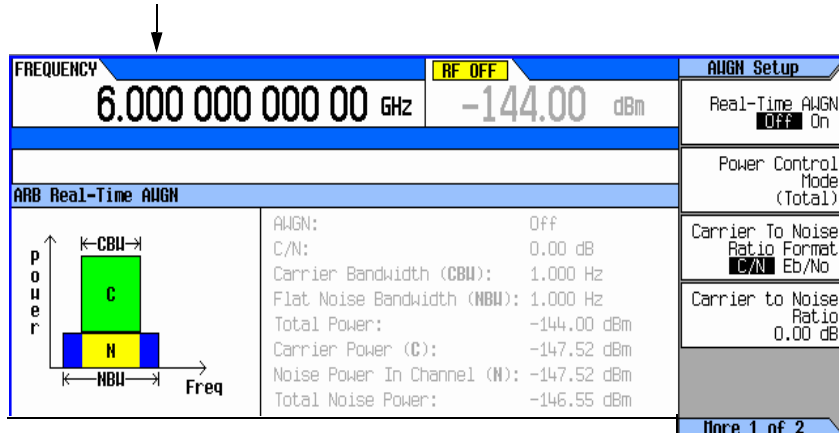 FREQUENCY
6.000 000 000 00 GHz
RF OFF
-144.00 dBm
ARB Real-Time AWGN
Power
CBW
C
N
NBW
Freq
AWGN: Off
C/N: 0.00 dB
Carrier Bandwidth (CBW): 1.000 Hz
Flat Noise Bandwidth (NBW): 1.000 Hz
Total Power: -144.00 dBm
Carrier Power (C): -147.52 dBm
Noise Power In Channel (N): -147.52 dBm
Total Noise Power: -146.55 dBm
AWGN Setup
Real-Time AWGN
Off On
Power Control
Mode
(Total)
Carrier To Noise
Ratio Format
C/N Eb/No
Carrier to Noise
Ratio
0.00 dB
More 1 of 2